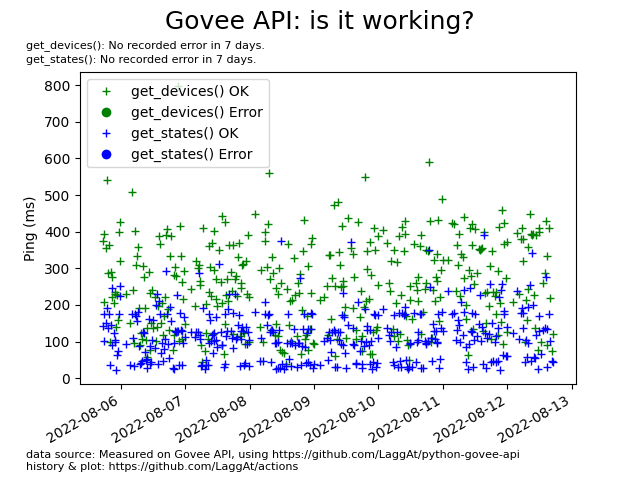 Govee API: is it working?
get_devices(): No recorded error in 7 days.
get_states(): No recorded error in 7 days.
get_devices() OK
get_devices() Error
get_states() OK
get_states() Error
Ping (ms)
800
700
600
500
400
300
200
100
0
2022-08-06
2022-08-07
2022-08-08
2022-08-09
2022-08-10
2022-08-11
2022-08-12
2022-08-13
data source: Measured on Govee API, using https://github.com/LaggAt/python-govee-api
history & plot: https://github.com/LaggAt/actions